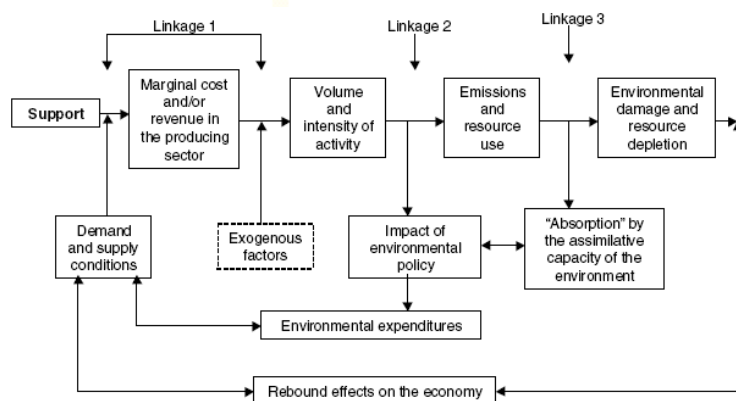 Linkage 1
Linkage 2
Linkage 3
Support
Marginal cost
and/or
revenue in
the producing
sector
Volume
and
intensity of
activity
Emissions
and
resource
use
Environmental
damage and
resource
depletion
Demand
and supply
conditions
Exogenous
factors
Impact of
environmental
policy
“Absorption” by
the assimilative
capacity of the
environment
Environmental expenditures
Rebound effects on the economy